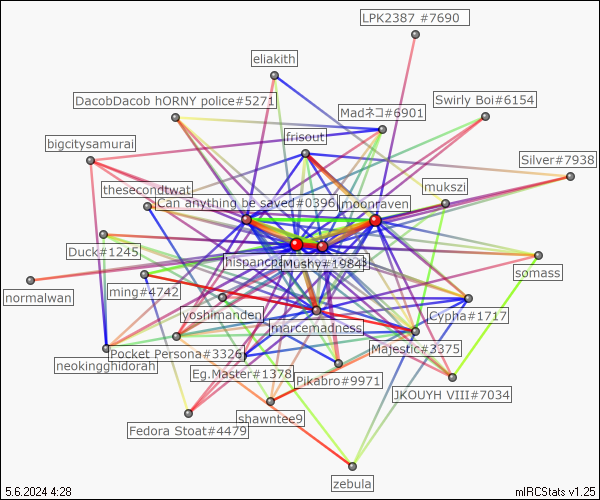 LPK2387 #7690
eliakith
DacobDacob hORNY police#5271
Swirly Boi#6154
Madネコ#6901
frisout
bigcitysamurai
Silver#7938
thesecondtwat
mukszi
Can anything be saved#0396
moonraven
Duck#1245
hispanch
Mushy#1984
somass
ming#4742
normalwan
yoshimanden
Cypha#1717
marcemadness
Pocket Persona#3326
Majestic#3375
neokingghidorah
Eg.Master#1378
Pikabro#9971
JKOUYH VIII#7034
shawntee9
Fedora Stoat#4479
zebula
5.6.2024 4:28
mIRCStats v1.25